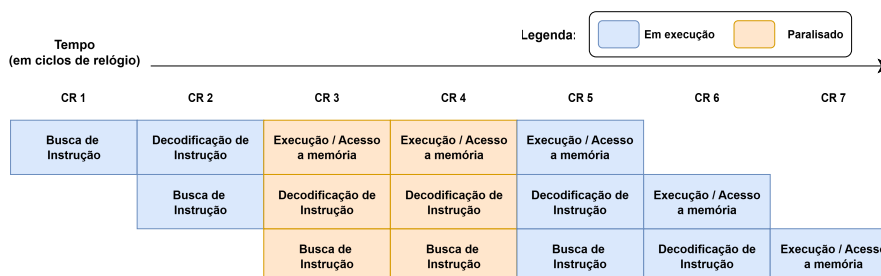 Legenda:
Em execução
Paralisado
Tempo
(em ciclos de relógio)
CR 1
CR 2
CR 3
CR 4
CR 5
CR 6
CR 7
Busca de
Instrução
Decodificação de
Instrução
Execução / Acesso
a memória
Execução / Acesso
a memória
Execução / Acesso
a memória
Busca de
Instrução
Decodificação de
Instrução
Decodificação de
Instrução
Decodificação de
Instrução
Execução / Acesso
a memória
Busca de
Instrução
Busca de
Instrução
Busca de
Instrução
Decodificação de
Instrução
Execução / Acesso
a memória